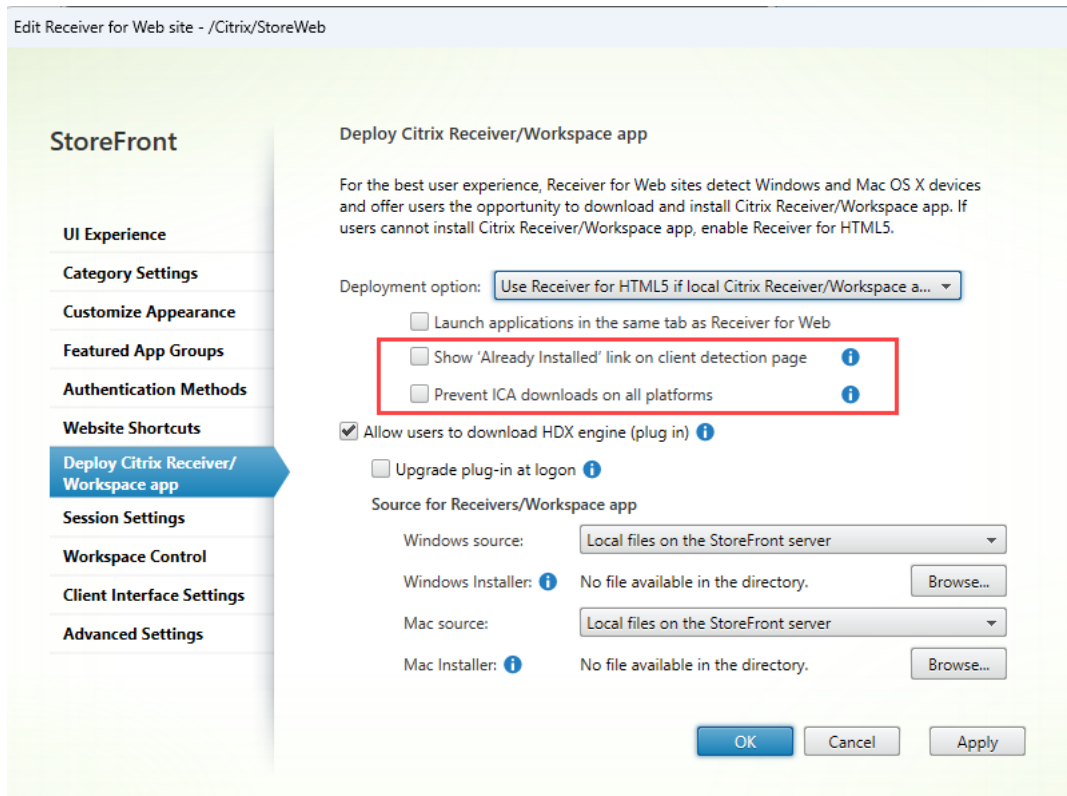 Edit Receiver for Web site - /Citrix/StoreWeb
StoreFront
UI Experience
Category Settings
Customize Appearance
Featured App Groups
Authentication Methods
Website Shortcuts
Deploy Citrix Receiver/
Workspace app
Session Settings
Workspace Control
Client Interface Settings
Advanced Settings
Deploy Citrix Receiver/Workspace app
For the best user experience, Receiver for Web sites detect Windows and Mac OS X devices
and offer users the opportunity to download and install Citrix Receiver/Workspace app. If
users cannot install Citrix Receiver/Workspace app, enable Receiver for HTML5.
Deployment option: Use Receiver for HTML5 if local Citrix Receiver/Workspace a...
Launch applications in the same tab as Receiver for Web
Show ‘Already Installed’ link on client detection page
Prevent ICA downloads on all platforms
Allow users to download HDX engine (plug in)
Upgrade plug-in at logon
Source for Receivers/Workspace app
Windows source: Local files on the StoreFront server
Windows Installer: No file available in the directory. Browse...
Mac source: Local files on the StoreFront server
Mac Installer: No file available in the directory. Browse...
OK Cancel Apply